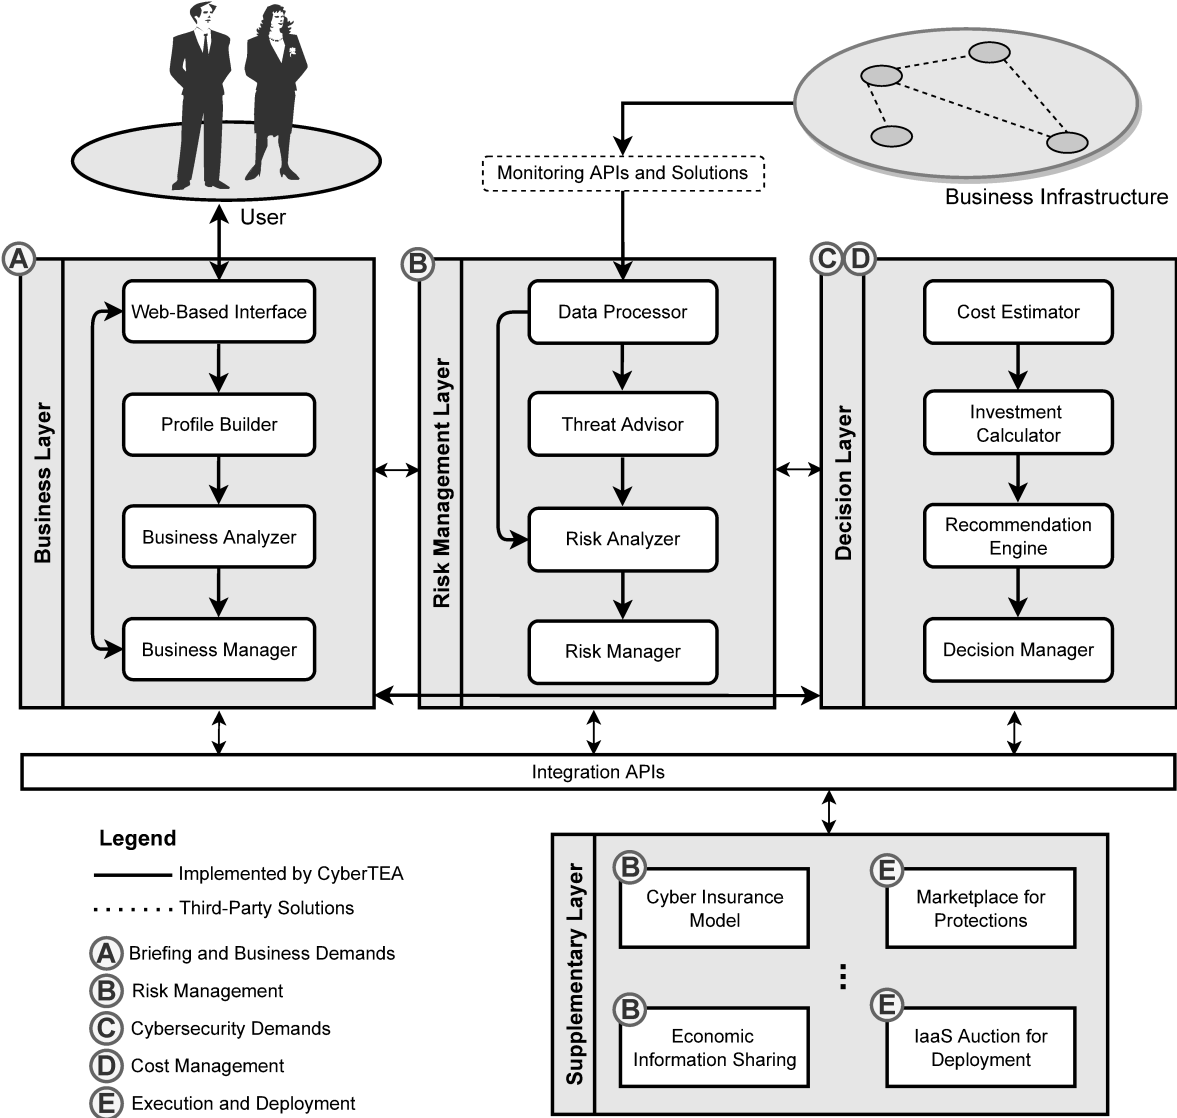 User
Monitoring APIs and Solutions
Business Infrastructure
A
Business Layer
Web-Based Interface
Profile Builder
Business Analyzer
Business Manager
B
Risk Management Layer
Data Processor
Threat Advisor
Risk Analyzer
Risk Manager
C
D
Decision Layer
Cost Estimator
Investment
Calculator
Recommendation
Engine
Decision Manager
Integration APIs
Legend
Implemented by CyberTEA
Third-Party Solutions
A Briefing and Business Demands
B Risk Management
C Cybersecurity Demands
D Cost Management
E Execution and Deployment
Supplementary Layer
B
Cyber Insurance
Model
E
Marketplace for
Protections
B
Economic
Information Sharing
E
IaaS Auction for
Deployment